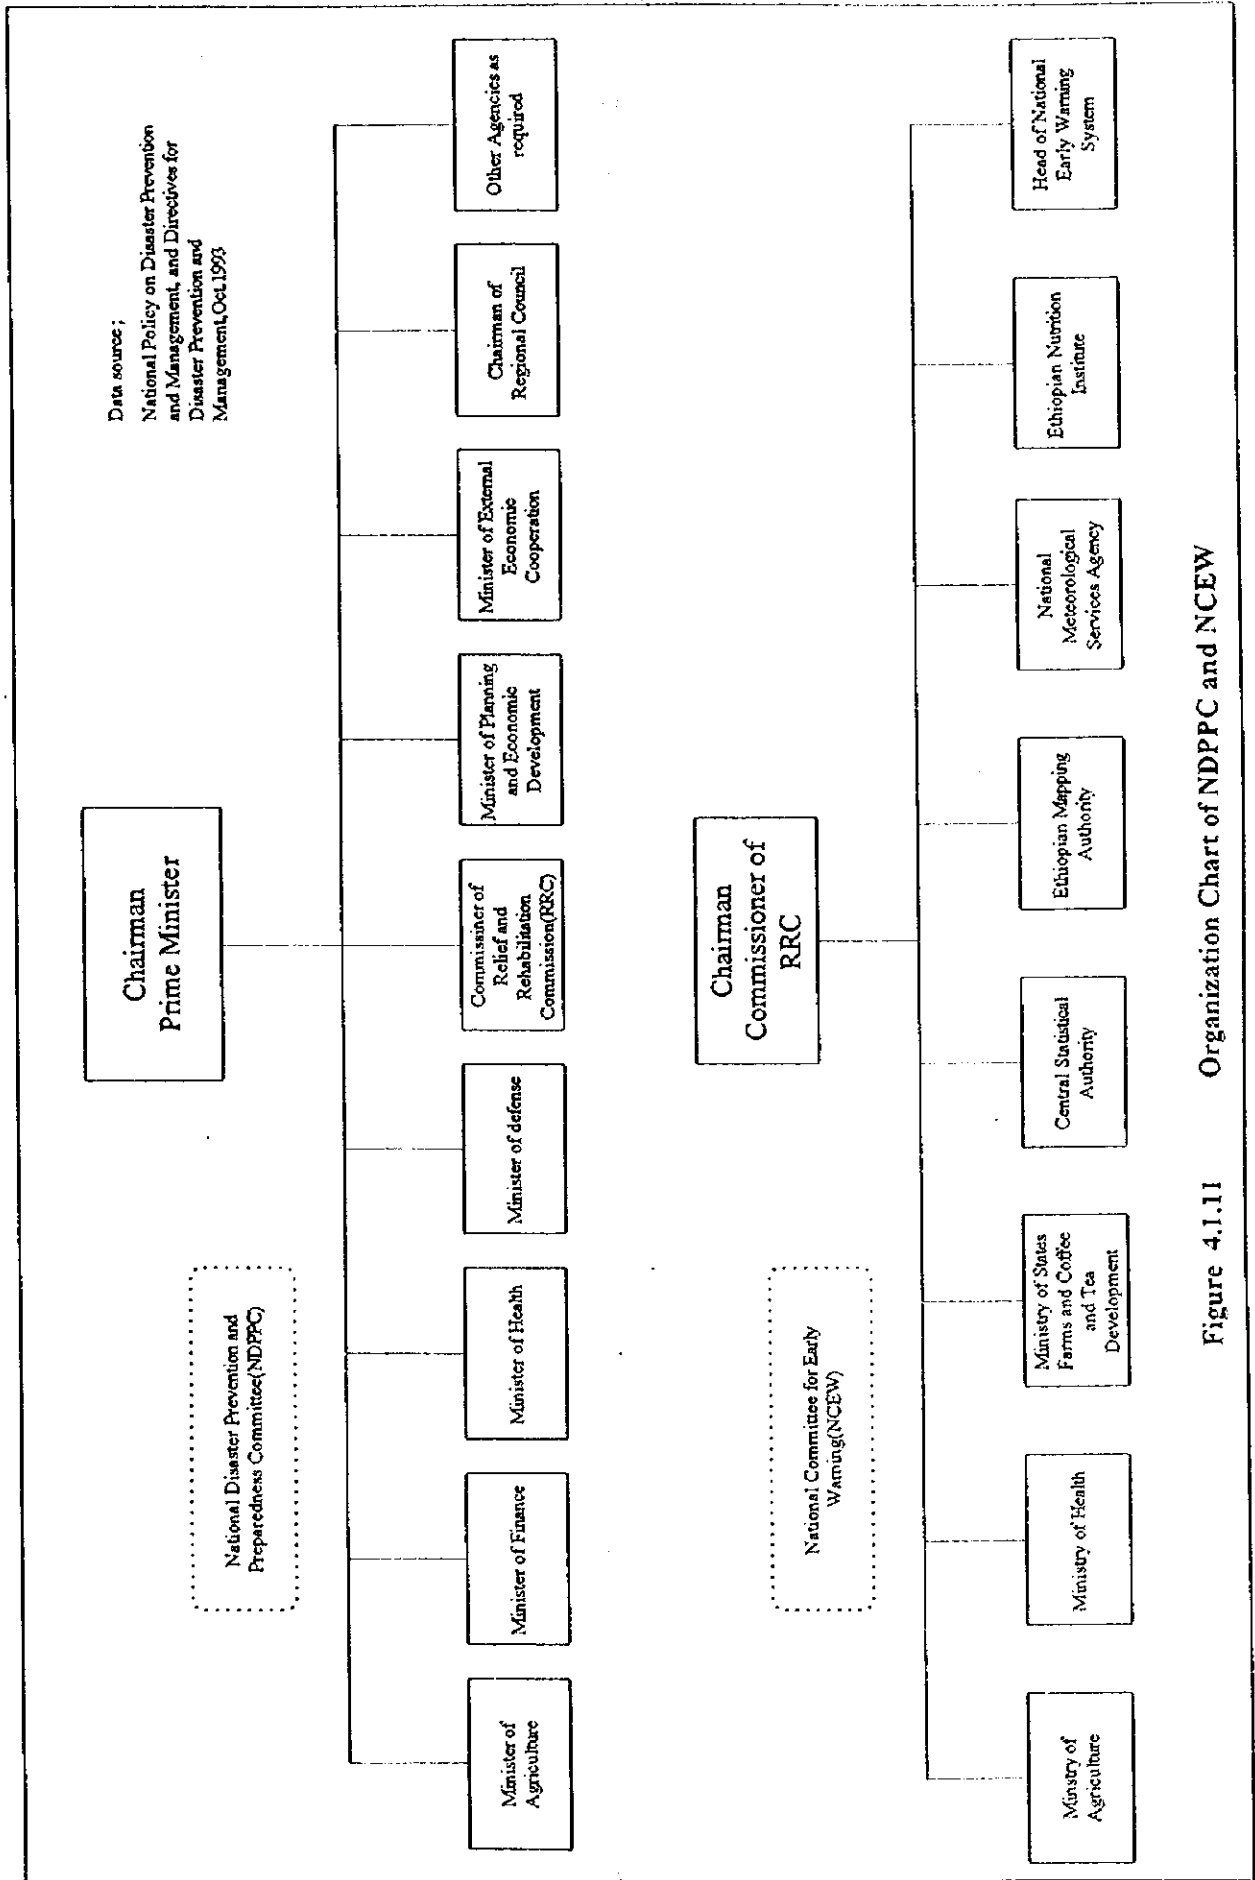 National Disaster Prevention and
Preparedness Committee(NDPPC)
Chairman
Prime Minister
Data source ;
National Policy on Disaster Prevention
and Management, and Directives for
Disaster Prevention and
Management,Oct.1993
Minister of
Agriculture
Minister of Finance
Minister of Health
Minister of defense
Commissainer of
Relief and
Rehabilitation
Commission(RRC)
Minister of Planning
and Economic
Development
Minister of External
Economic
Cooperation
Chairman of
Regional Council
Other Agencies as
required
National Committee for Early
Warning(NCEW)
Chairman
Commissioner of
RRC
Minstry of
Agriculture
Ministry of Health
Ministry of States
Farms and Coffee
and Tea
Development
Central Statistical
Authority
Ethiopian Mapping
Authority
National
Meteorological
Services Agency
Ethiopian Nutrition
Institute
Head of National
Early Warning
System
Figure 4.1.11 Organization Chart of NDPPC and NCEW